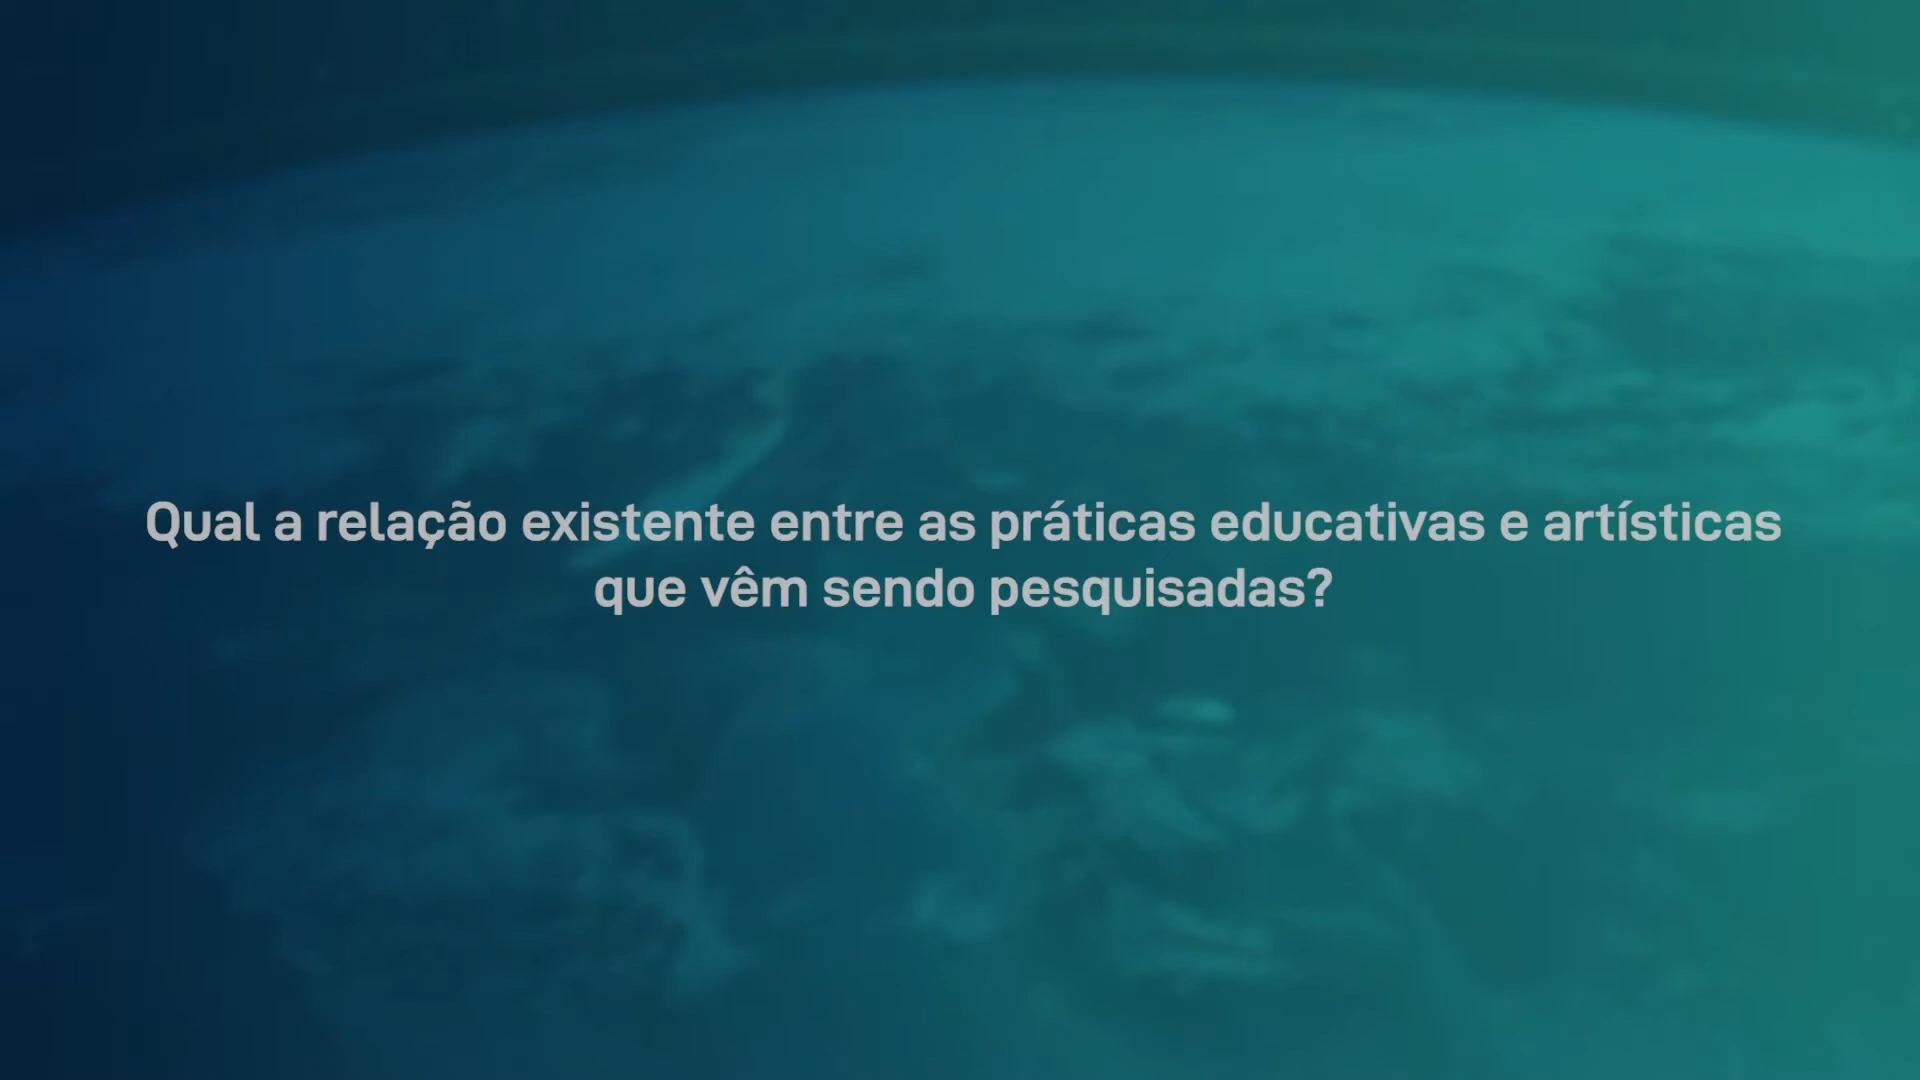 Qual a relação existente entre as práticas educativas e artísticas
que vêm sendo pesquisadas?